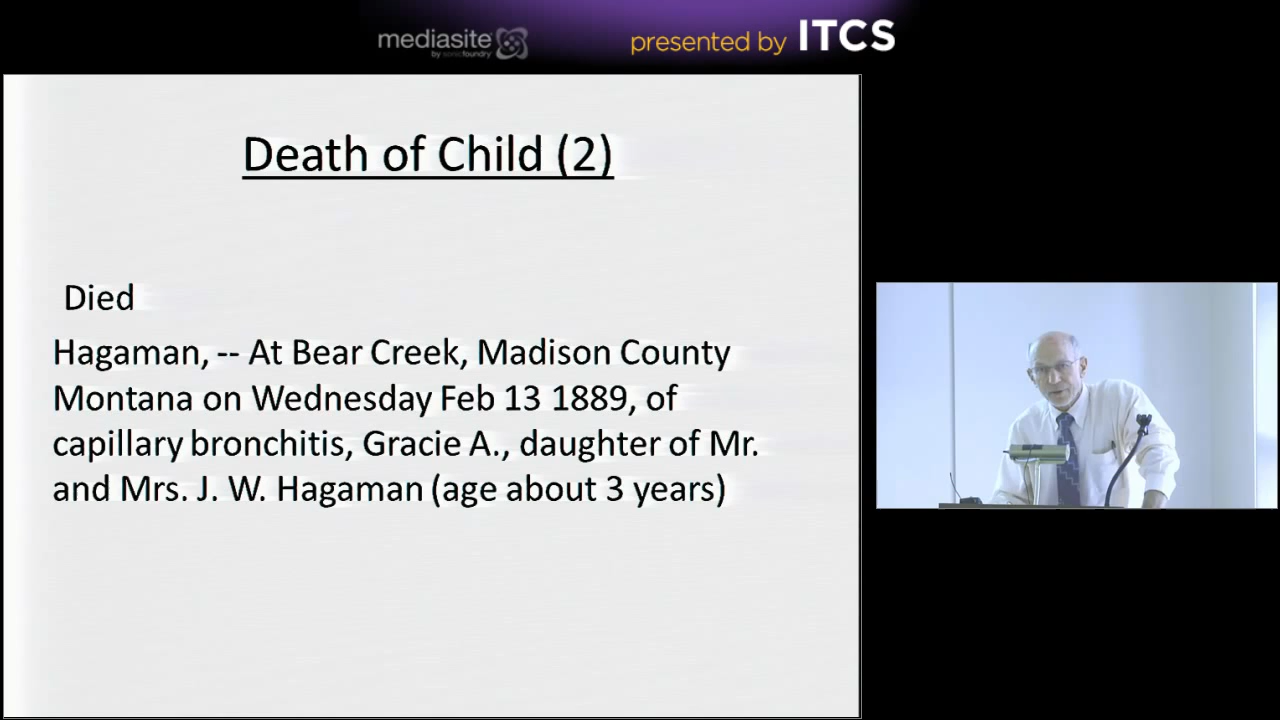 mediasite
by sonicfoundry
presented by ITCS
Death of Child (2)
Died
Hagaman, -- At Bear Creek, Madison County
Montana on Wednesday Feb 13 1889, of
capillary bronchitis, Gracie A., daughter of Mr.
and Mrs. J. W. Hagaman (age about 3 years)